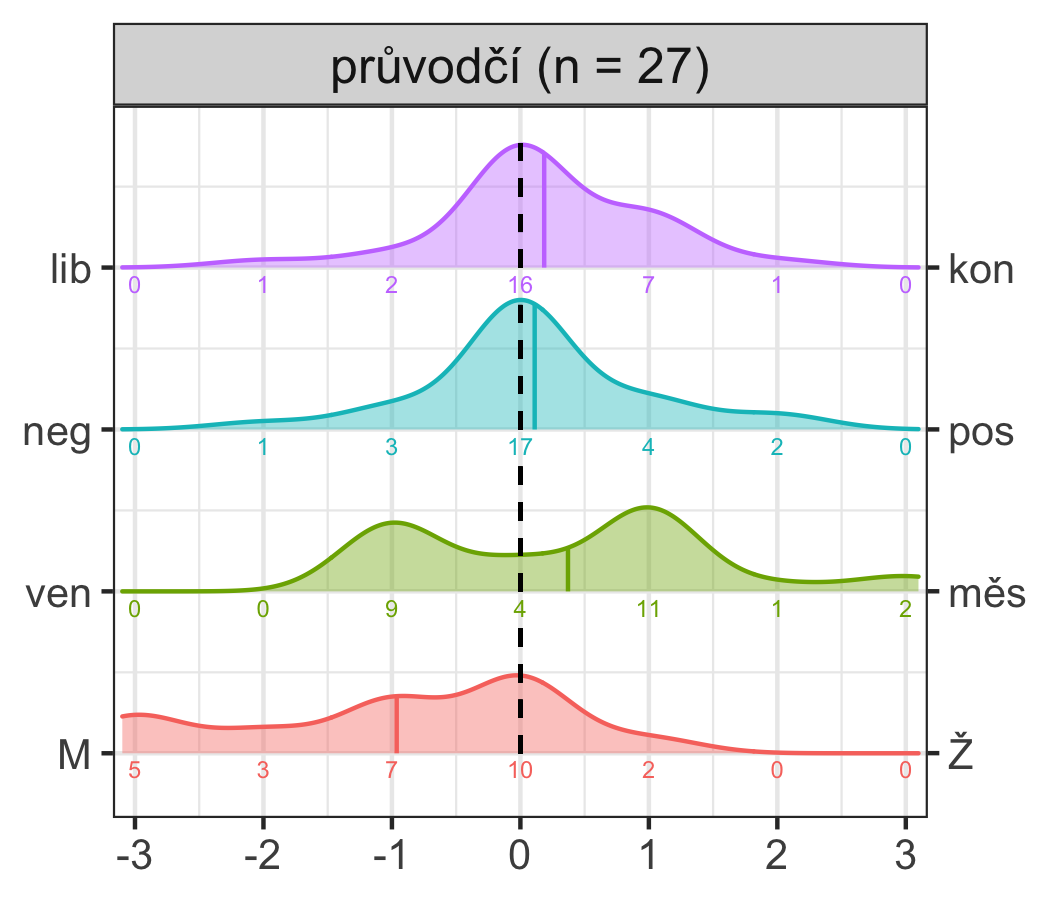 průvodčí (n = 27)
lib kon
0 1 2 16 7 1 0
neg pos
0 1 3 17 4 2 0
ven měs
0 0 9 4 11 1 2
M Ž
5 3 7 10 2 0 0
-3 -2 -1 0 1 2 3